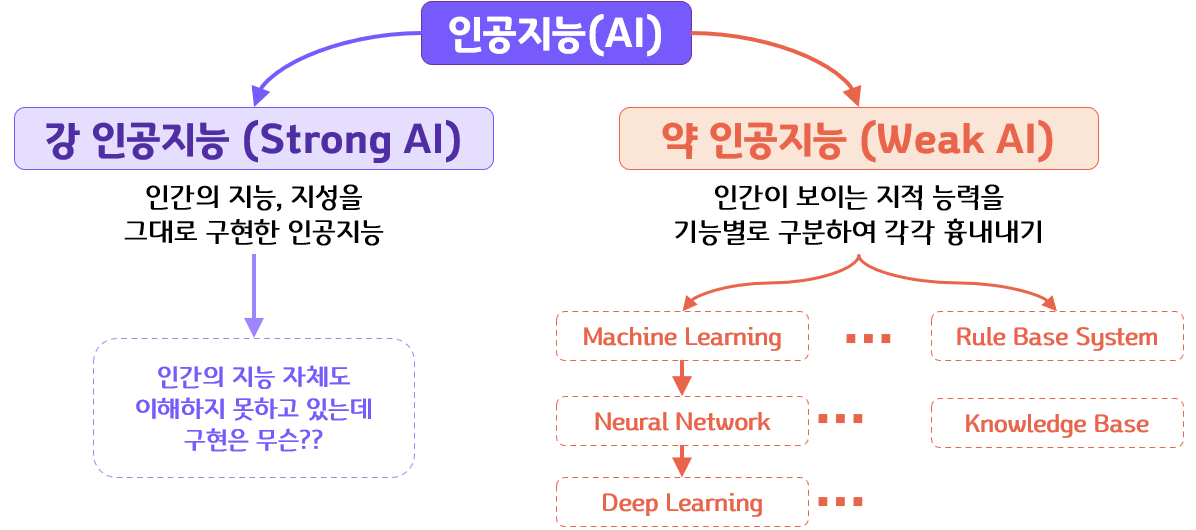 인공지능(AI)
강 인공지능 (Strong AI)
인간의 지능, 지성을
그대로 구현한 인공지능
인간의 지능 자체도
이해하지 못하고 있는데
구현은 무슨??
약 인공지능 (Weak AI)
인간이 보이는 지적 능력을
기능별로 구분하여 각각 흉내내기
Machine Learning
...
Rule Base System
Neural Network
...
Knowledge Base
Deep Learning
...